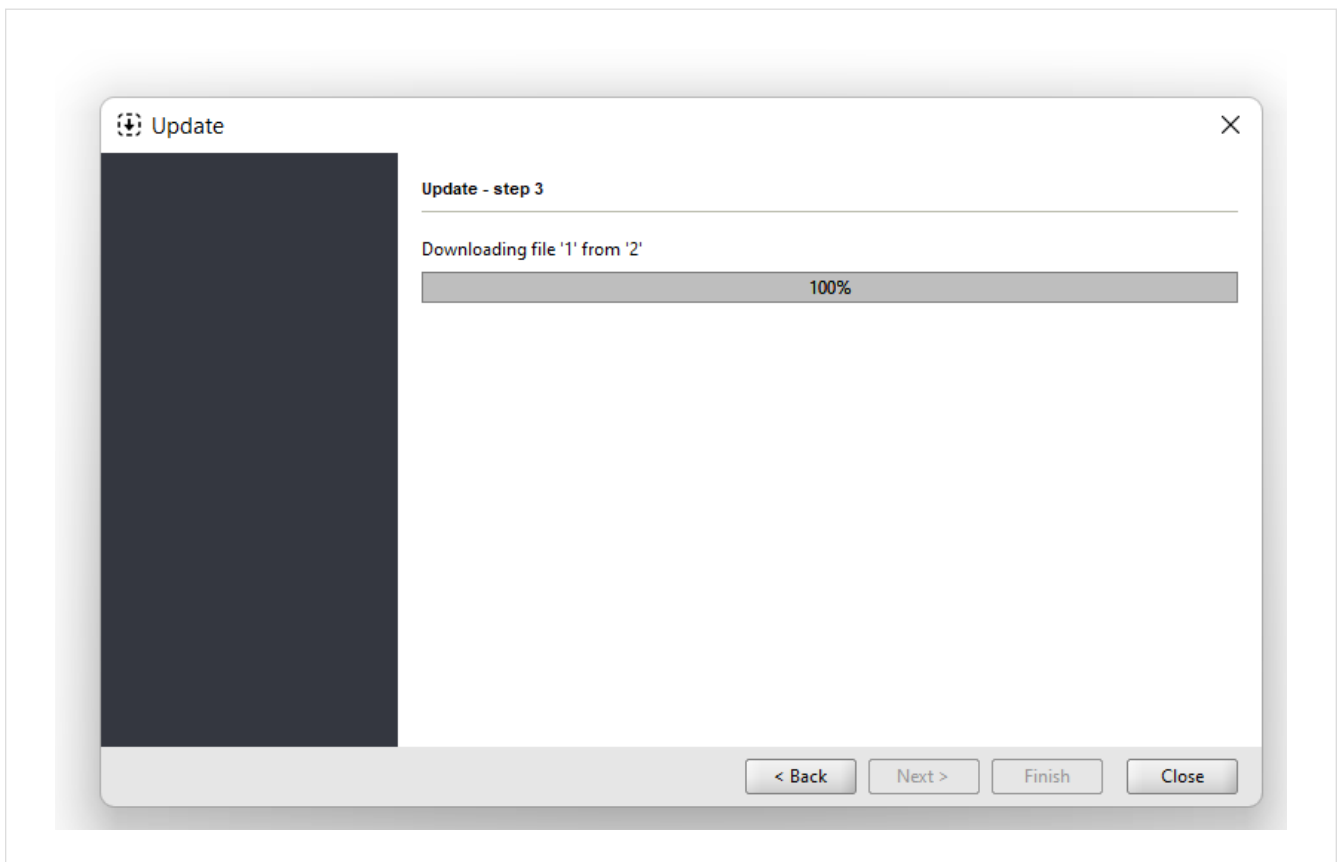 Update
Update - step 3
Downloading file '1' from '2'
100%
< Back
Next >
Finish
Close